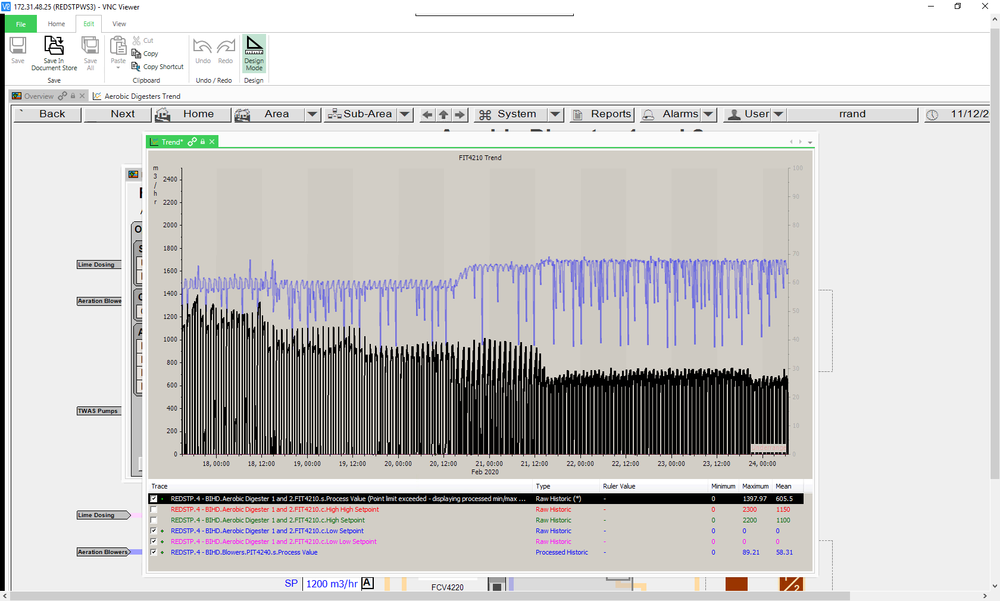 172.31.48.25 (REDSTPWS3) - VNC Viewer
File Home Edit View
Save
Save In Document Store
Save All
Paste
Cut
Copy
Copy Shortcut
Undo Redo
Design Mode
Save Clipboard Undo / Redo Design
Overview Aerobic Digesters Trend
Back Next Home Area Sub-Area System Reports Alarms User rrand 11/12/2
Trend*
FIT4210 Trend
m3/hr
2400
2200
2000
1800
1600
1400
1200
1000
800
600
400
200
0
100
90
80
70
60
50
40
30
20
10
0
Underrange
18, 00:00 18, 12:00 19, 00:00 19, 12:00 20, 00:00 20, 12:00 21, 00:00 21, 12:00 22, 00:00 22, 12:00 23, 00:00 23, 12:00 24, 00:00
Feb 2020
Lime Dosing
Aeration Blowe
TWAS Pumps
Lime Dosing
Aeration Blowers
Trace Type Ruler Value Minimum Maximum Mean
REDSTP.4 - BIHD.Aerobic Digester 1 and 2.FIT4210.s.Process Value (Point limit exceeded - displaying processed min/max ... Raw Historic (*) - 0 1397.97 605.5
REDSTP.4 - BIHD.Aerobic Digester 1 and 2.FIT4210.c.High High Setpoint Raw Historic - 0 2300 1150
REDSTP.4 - BIHD.Aerobic Digester 1 and 2.FIT4210.c.High Setpoint Raw Historic - 0 2200 1100
REDSTP.4 - BIHD.Aerobic Digester 1 and 2.FIT4210.c.Low Setpoint Raw Historic - 0 0 0
REDSTP.4 - BIHD.Aerobic Digester 1 and 2.FIT4210.c.Low Low Setpoint Raw Historic - 0 0 0
REDSTP.4 - BIHD.Blowers.PIT4240.s.Process Value Processed Historic - 0 89.21 58.31
SP 1200 m3/hr A
FCV4220
1/2